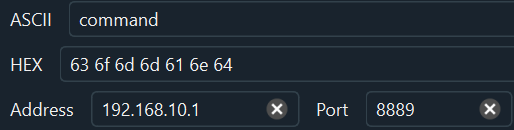 ASCII command
HEX 63 6f 6d 6d 61 6e 64
Address 192.168.10.1 Port 8889